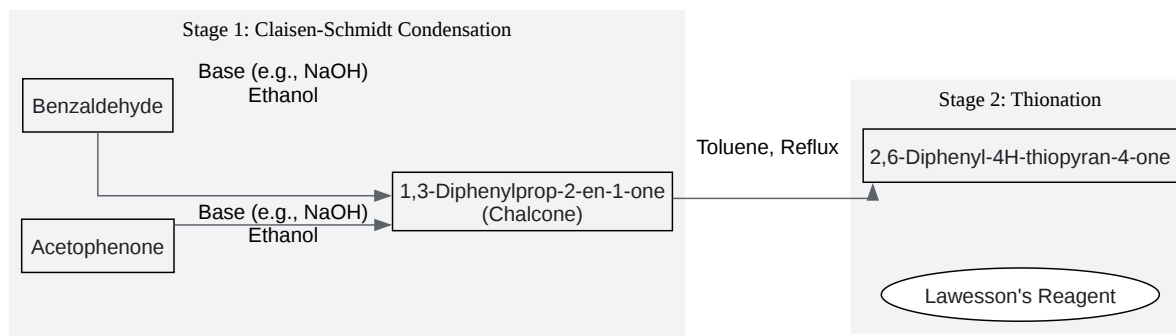 Stage 1: Claisen-Schmidt Condensation
Base (e.g., NaOH)
Ethanol
Benzaldehyde
Stage 2: Thionation
Toluene, Reflux
2,6-Diphenyl-4H-thiopyran-4-one
1,3-Diphenylprop-2-en-1-one
(Chalcone)
Base (e.g., NaOH)
Ethanol
Acetophenone
Lawesson's Reagent